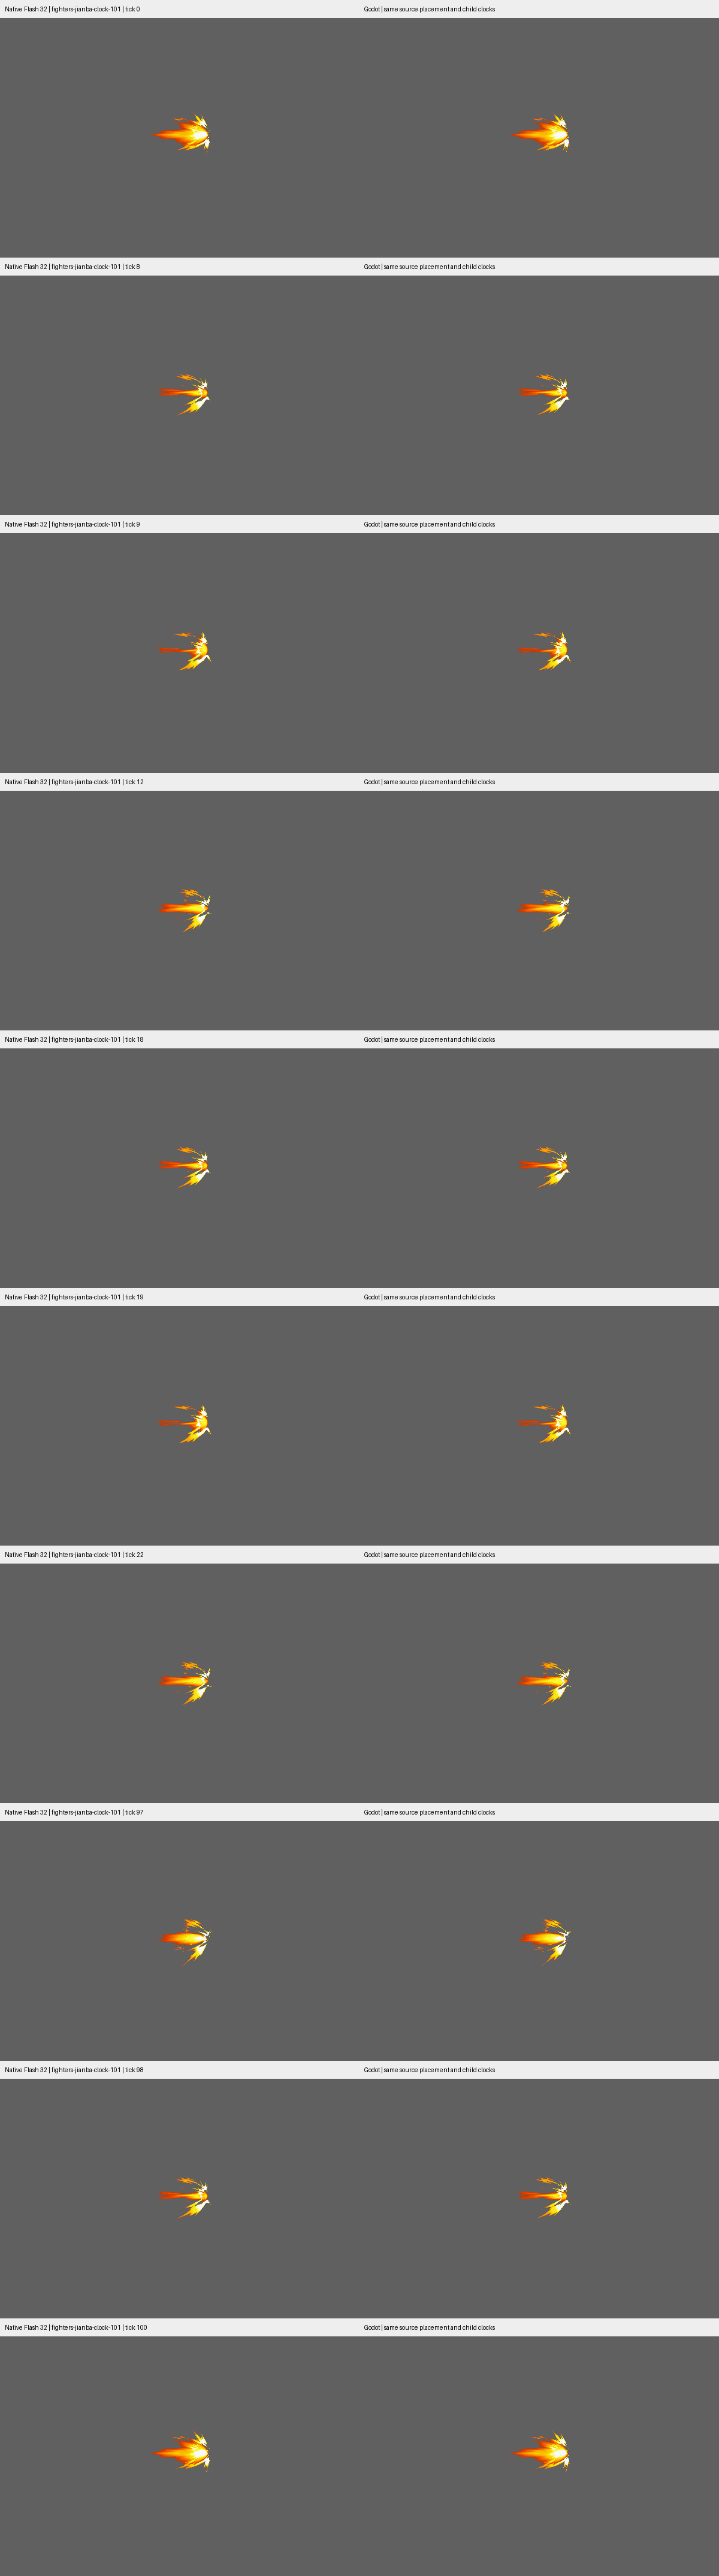 Native Flash 32 | fighters-jianba-clock-101 | tick 0
Godot | same source placement and child clocks
Native Flash 32 | fighters-jianba-clock-101 | tick 8
Godot | same source placement and child clocks
Native Flash 32 | fighters-jianba-clock-101 | tick 9
Godot | same source placement and child clocks
Native Flash 32 | fighters-jianba-clock-101 | tick 12
Godot | same source placement and child clocks
Native Flash 32 | fighters-jianba-clock-101 | tick 18
Godot | same source placement and child clocks
Native Flash 32 | fighters-jianba-clock-101 | tick 19
Godot | same source placement and child clocks
Native Flash 32 | fighters-jianba-clock-101 | tick 22
Godot | same source placement and child clocks
Native Flash 32 | fighters-jianba-clock-101 | tick 97
Godot | same source placement and child clocks
Native Flash 32 | fighters-jianba-clock-101 | tick 98
Godot | same source placement and child clocks
Native Flash 32 | fighters-jianba-clock-101 | tick 100
Godot | same source placement and child clocks